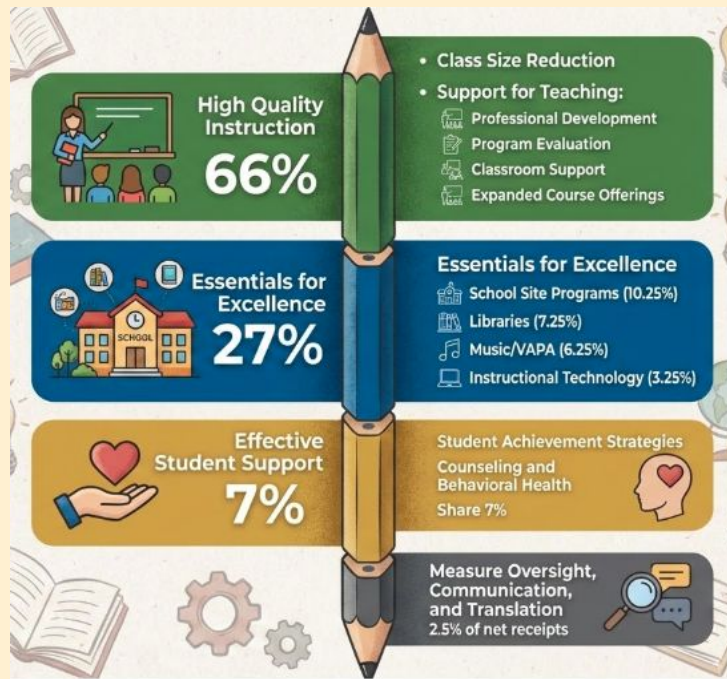 High Quality
Instruction
66%
• Class Size Reduction
• Support for Teaching:
Professional Development
Program Evaluation
Classroom Support
Expanded Course Offerings
Essentials for
Excellence
27%
SCHOOL
Essentials for Excellence
School Site Programs (10.25%)
Libraries (7.25%)
Music/VAPA (6.25%)
Instructional Technology (3.25%)
Effective
Student Support
7%
Student Achievement Strategies
Counseling and
Behavioral Health
Share 7%
Measure Oversight,
Communication,
and Translation
2.5% of net receipts